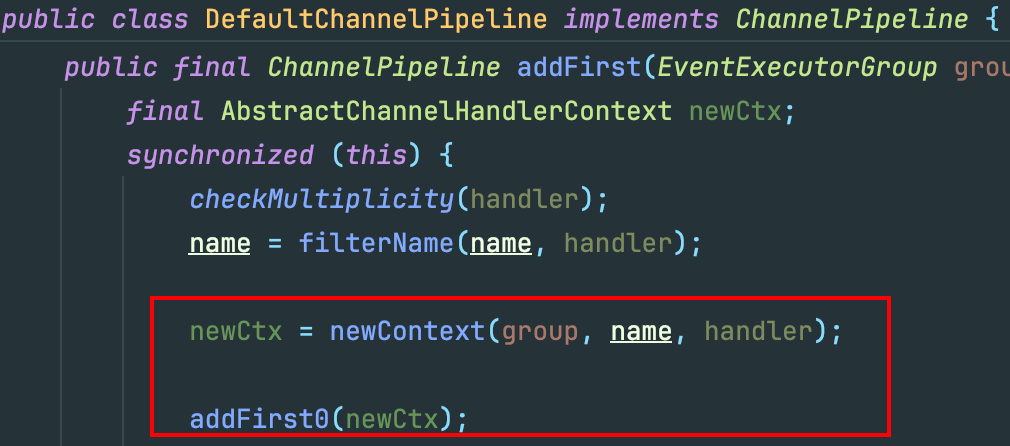 public class DefaultChannelPipeline implements ChannelPipeline {
public final ChannelPipeline addFirst(EventExecutorGroup grou
final AbstractChannelHandlerContext newCtx;
synchronized (this) {
checkMultiplicity(handler);
name = filterName(name, handler);
newCtx = newContext(group, name, handler);
addFirst0(newCtx);